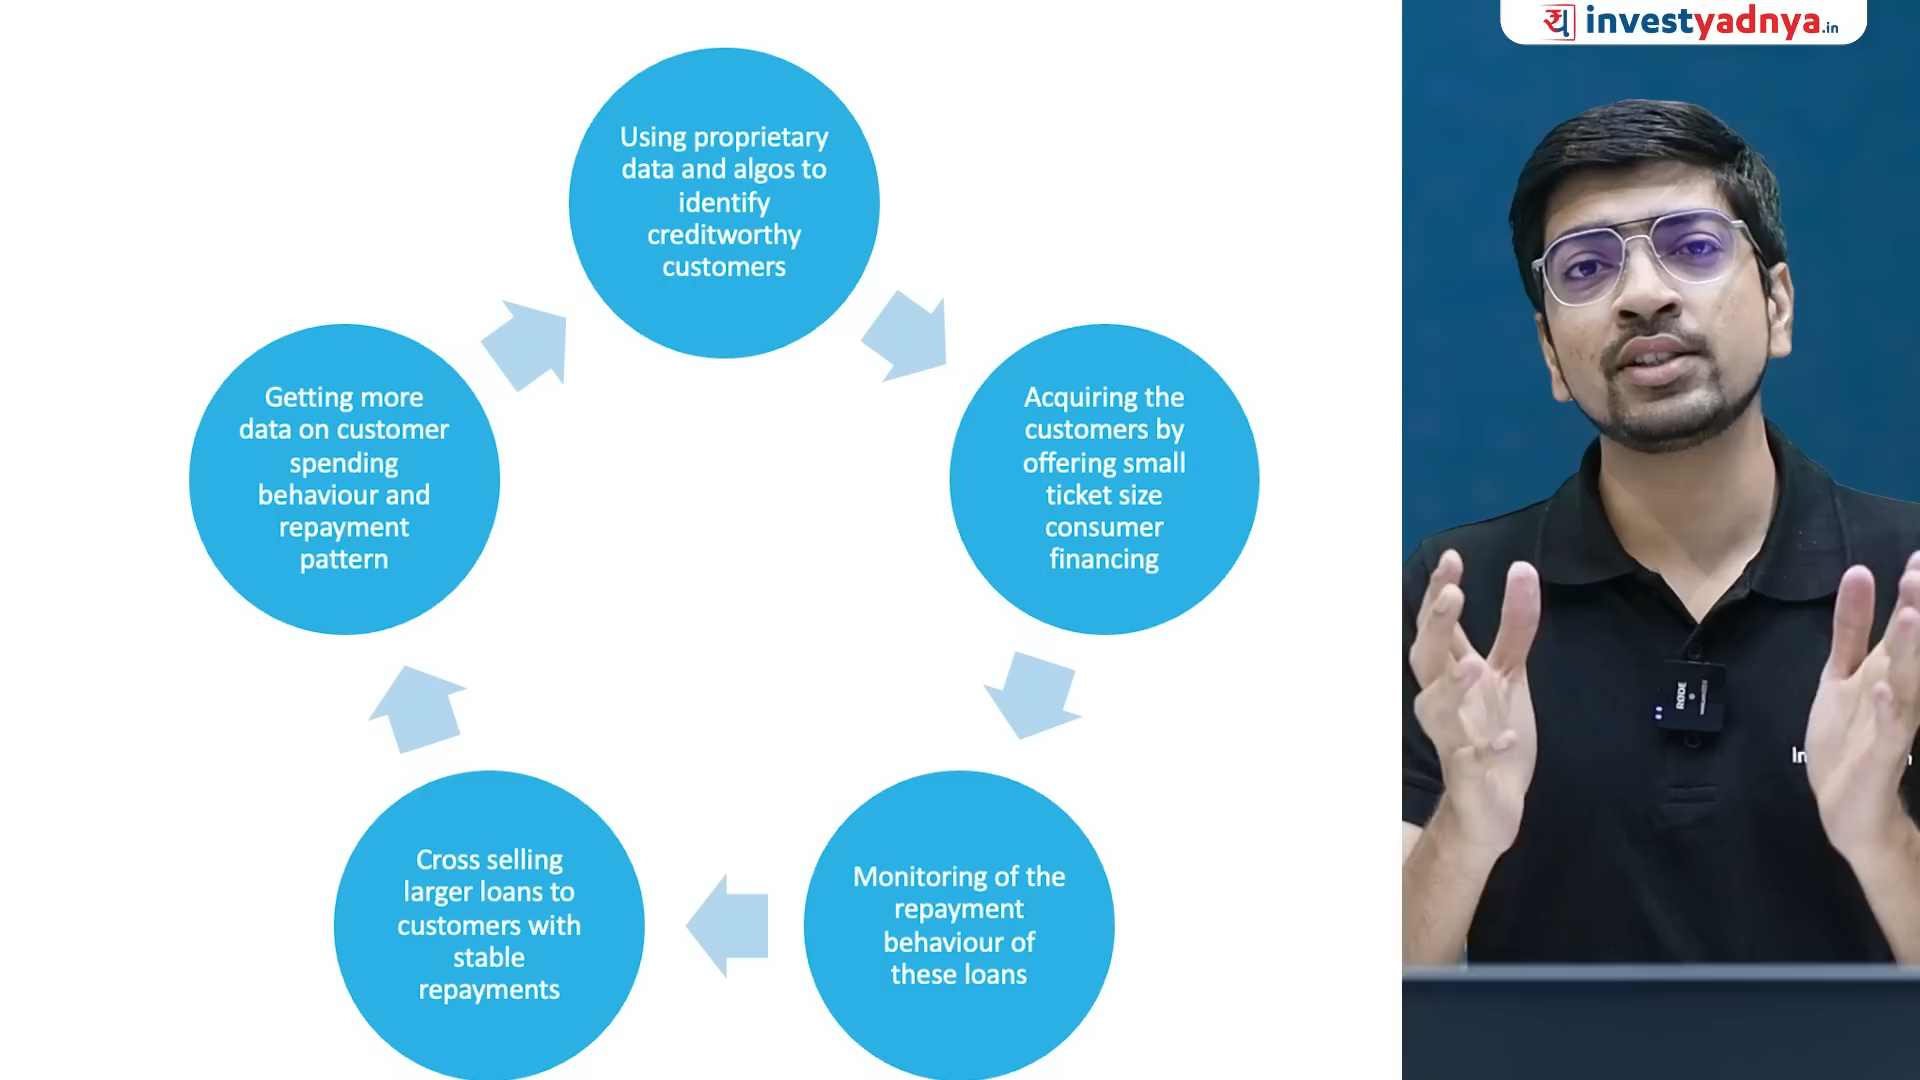 य investyadnya.in
Using proprietary
data and algos to
identify
creditworthy
customers
Acquiring the
customers by
offering small
ticket size
consumer
financing
Monitoring of the
repayment
behaviour of
these loans
Cross selling
larger loans to
customers with
stable
repayments
Getting more
data on customer
spending
behaviour and
repayment
pattern
RØDE
In